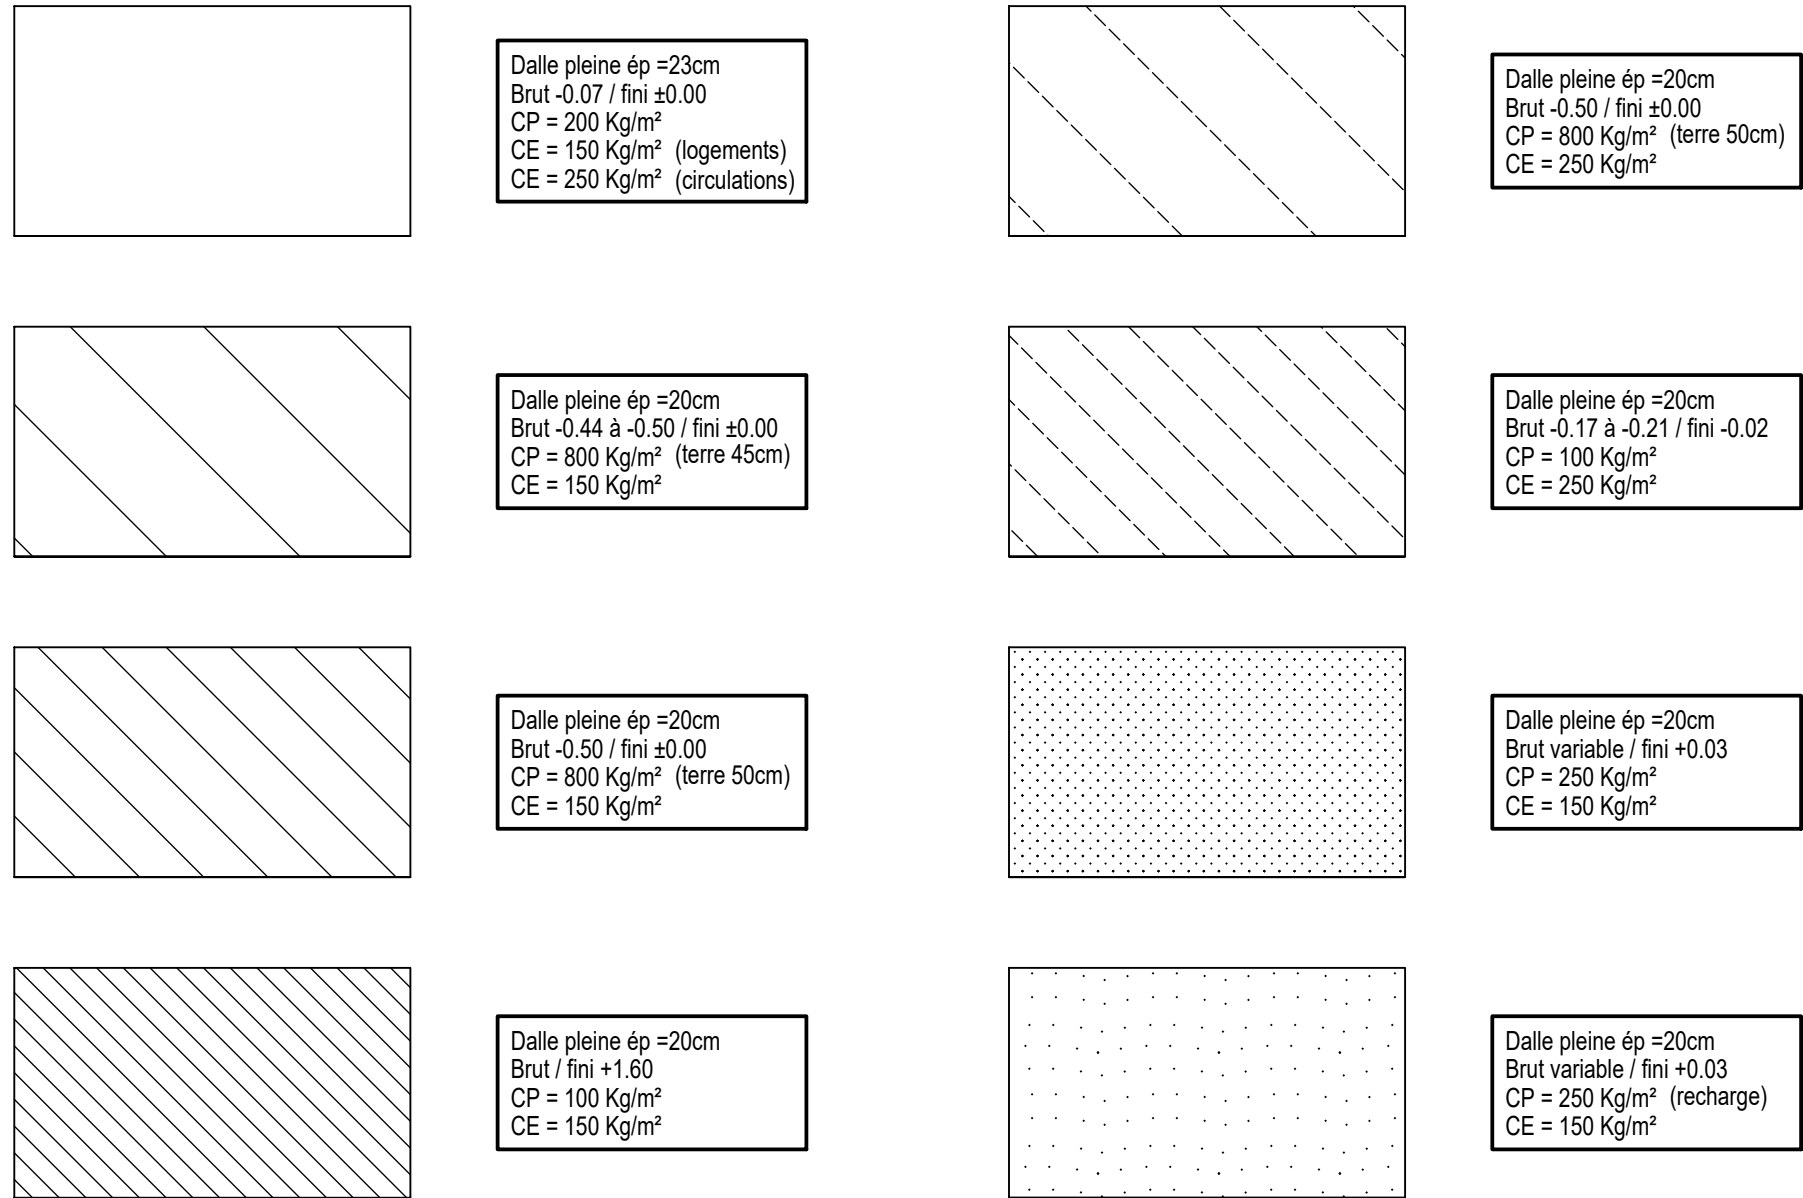 Dalle pleine ép =23cm
Brut -0.07 / fini ±0.00
CP = 200 Kg/m²
CE = 150 Kg/m² (logements)
CE = 250 Kg/m² (circulations)
Dalle pleine ép =20cm
Brut -0.50 / fini ±0.00
CP = 800 Kg/m² (terre 50cm)
CE = 250 Kg/m²
Dalle pleine ép =20cm
Brut -0.44 à -0.50 / fini ±0.00
CP = 800 Kg/m² (terre 45cm)
CE = 150 Kg/m²
Dalle pleine ép =20cm
Brut -0.17 à -0.21 / fini -0.02
CP = 100 Kg/m²
CE = 250 Kg/m²
Dalle pleine ép =20cm
Brut -0.50 / fini ±0.00
CP = 800 Kg/m² (terre 50cm)
CE = 150 Kg/m²
Dalle pleine ép =20cm
Brut variable / fini +0.03
CP = 250 Kg/m²
CE = 150 Kg/m²
Dalle pleine ép =20cm
Brut / fini +1.60
CP = 100 Kg/m²
CE = 150 Kg/m²
Dalle pleine ép =20cm
Brut variable / fini +0.03
CP = 250 Kg/m² (recharge)
CE = 150 Kg/m²